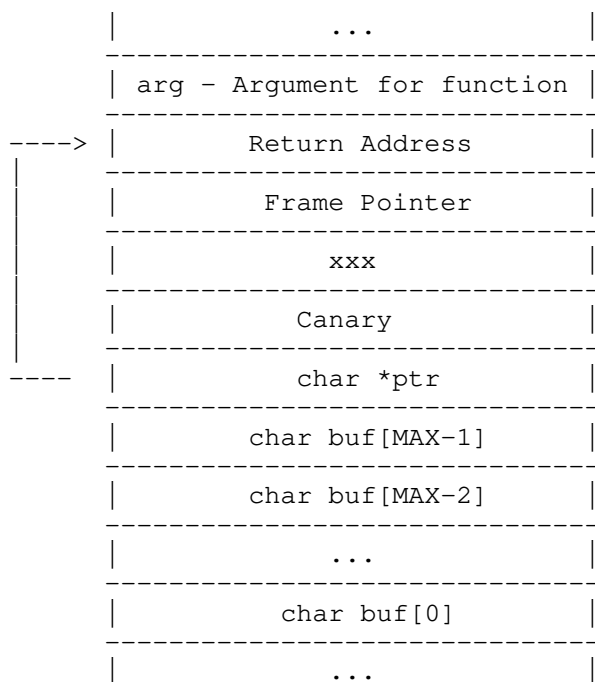 ...
arg - Argument for function
----> Return Address
Frame Pointer
xxx
Canary
---- char *ptr
char buf[MAX-1]
char buf[MAX-2]
...
char buf[0]
...